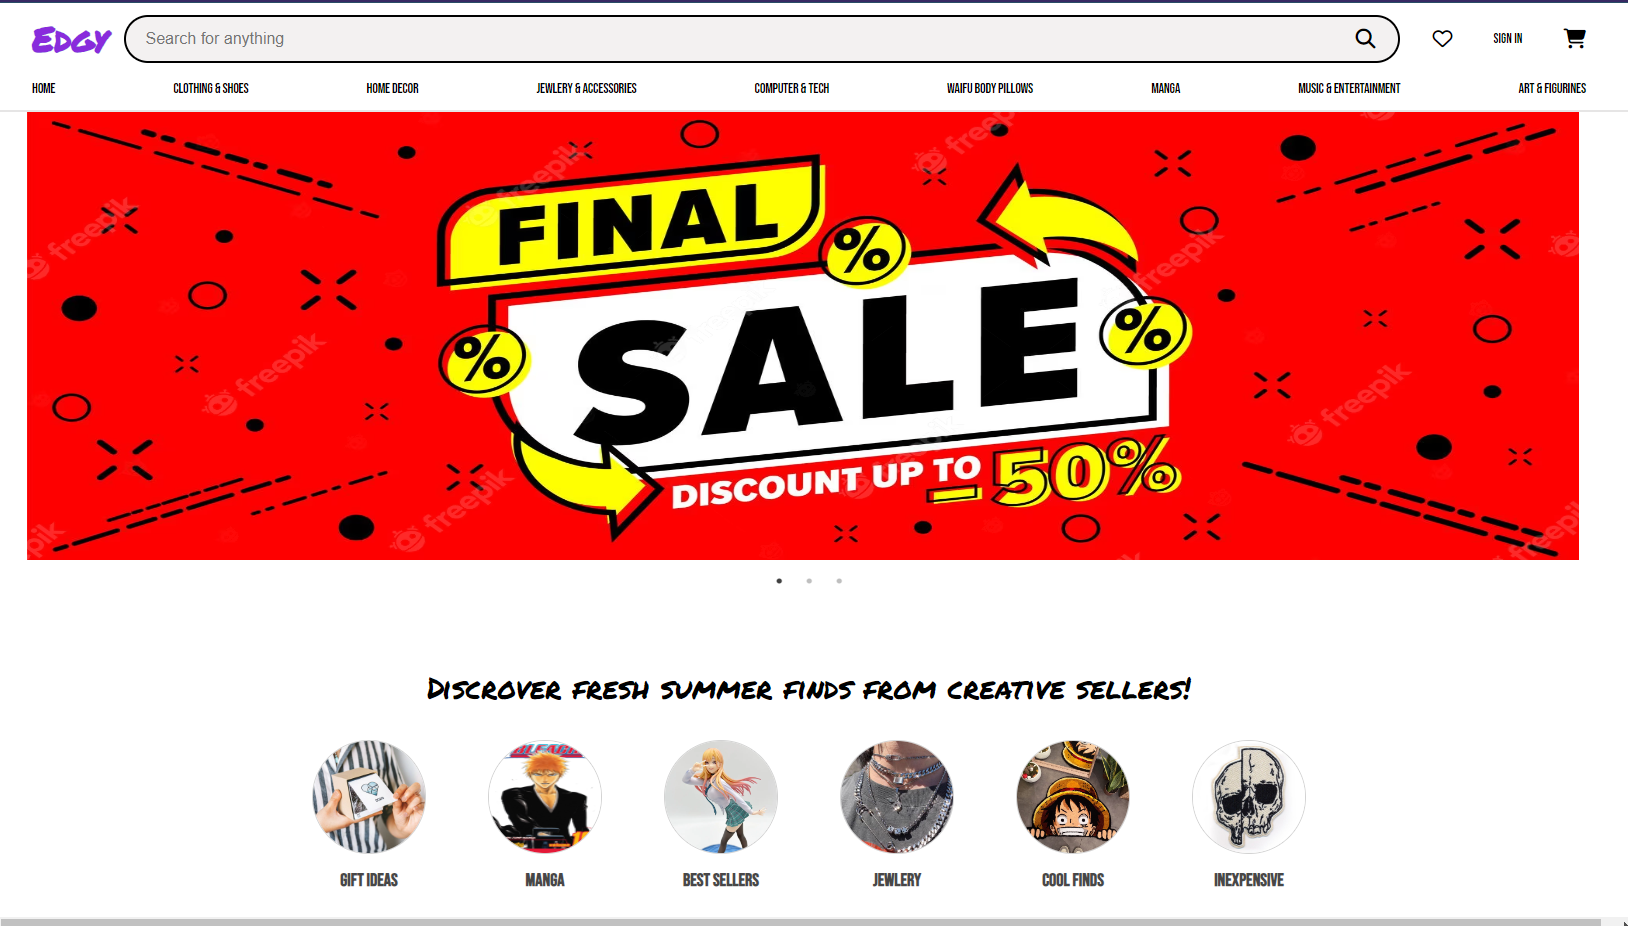 Edgy
Search for anything
SIGN IN
HOME
CLOTHING & SHOES
HOME DECOR
JEWLERY & ACCESSORIES
COMPUTER & TECH
WAIFU BODY PILLOWS
MANGA
MUSIC & ENTERTAINMENT
ART & FIGURINES
FINAL
%
SALE
%
%
DISCOUNT UP TO -50%
freepik
freepik
freepik
freepik
freepik
freepik
freepik
freepik
Discrover fresh summer finds from creative sellers!
BLEACH
GIFT IDEAS
MANGA
BEST SELLERS
JEWLERY
COOL FINDS
INEXPENSIVE